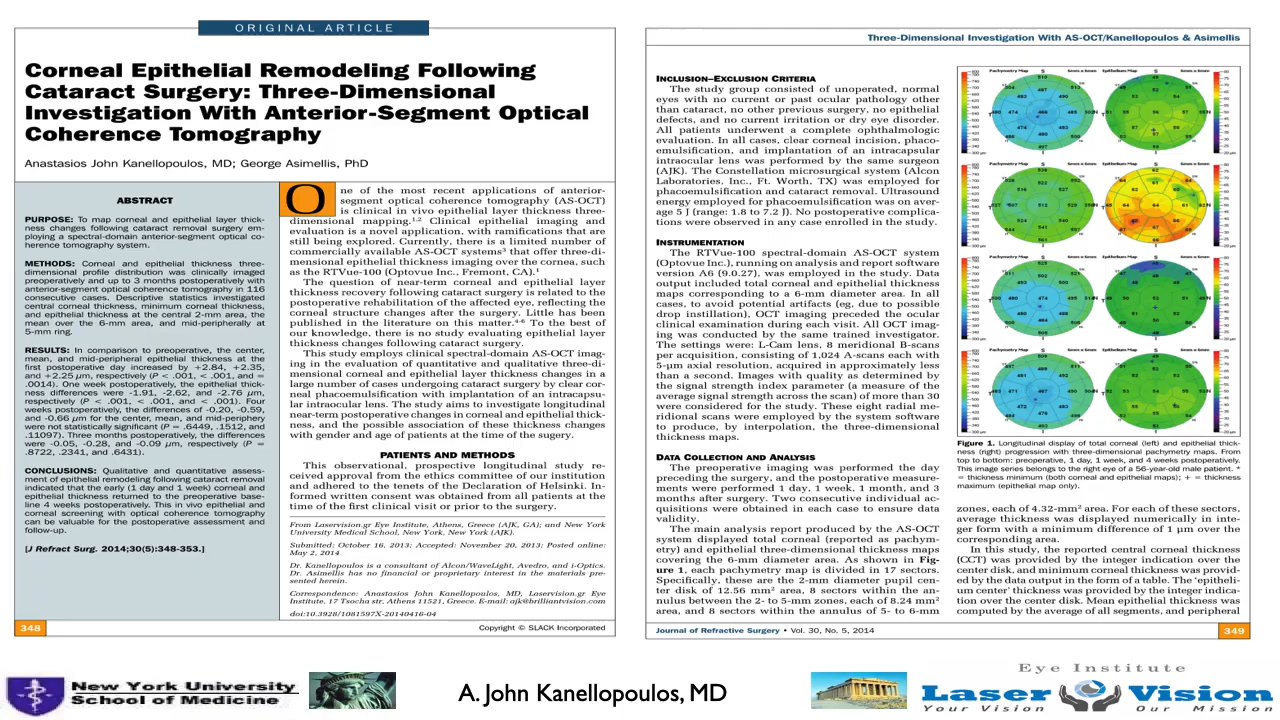 ORIGINAL ARTICLE
Corneal Epithelial Remodeling Following
Cataract Surgery: Three-Dimensional
Investigation With Anterior-Segment Optical
Coherence Tomography
Anastasios John Kanellopoulos, MD; George Asimellis, PhD
ABSTRACT
PURPOSE: To map corneal and epithelial layer thick-
ness changes following cataract removal surgery em-
ploying a spectral-domain anterior-segment optical co-
herence tomography system.
METHODS: Corneal and epithelial thickness three-
dimensional profile distribution was clinically imaged
preoperatively and up to 3 months postoperatively with
anterior-segment optical coherence tomography in 116
consecutive cases. Descriptive statistics investigated
central corneal thickness, minimum corneal thickness,
and epithelial thickness at the central 2-mm area, the
mean over the 6-mm area, and mid-peripherally at
5-mm ring.
RESULTS: In comparison to preoperative, the center,
mean, and mid-peripheral epithelial thickness at the
first postoperative day increased by +2.84, +2.35,
and +2.25 µm, respectively (P < .001, < .001, and =
.0014). One week postoperatively, the epithelial thick-
ness differences were -1.91, -2.62, and -2.76 µm,
respectively (P < .001, < .001, and < .001). Four
weeks postoperatively, the differences of -0.20, -0.59,
and -0.66 µm for the center, mean, and mid-periphery
were not statistically significant (P = .6449, .1512, and
.11097). Three months postoperatively, the differences
were -0.05, -0.28, and -0.09 µm, respectively (P =
.8722, .2341, and .6431).
CONCLUSIONS: Qualitative and quantitative assess-
ment of epithelial remodeling following cataract removal
indicated that the early (1 day and 1 week) corneal and
epithelial thickness returned to the preoperative base-
line 4 weeks postoperatively. This in vivo epithelial and
corneal screening with optical coherence tomography
can be valuable for the postoperative assessment and
follow-up.
[J Refract Surg. 2014;30(5):348-353.]
One of the most recent applications of anterior-
segment optical coherence tomography (AS-OCT)
is clinical in vivo epithelial layer thickness three-
dimensional mapping.1,2 Clinical epithelial imaging and
evaluation is a novel application, with ramifications that are
still being explored. Currently, there is a limited number of
commercially available AS-OCT systems3 that offer three-di-
mensional epithelial thickness imaging over the cornea, such
as the RTVue-100 (Optovue Inc., Fremont, CA).1
The question of near-term corneal and epithelial layer
thickness recovery following cataract surgery is related to the
postoperative rehabilitation of the affected eye, reflecting the
corneal structure changes after the surgery. Little has been
published in the literature on this matter.4-6 To the best of
our knowledge, there is no study evaluating epithelial layer
thickness changes following cataract surgery.
This study employs clinical spectral-domain AS-OCT imag-
ing in the evaluation of quantitative and qualitative three-di-
mensional corneal and epithelial layer thickness changes in a
large number of cases undergoing cataract surgery by clear cor-
neal phacoemulsification with implantation of an intracapsu-
lar intraocular lens. The study aims to investigate longitudinal
near-term postoperative changes in corneal and epithelial thick-
ness, and the possible association of these thickness changes
with gender and age of patients at the time of the sugery.
PATIENTS AND METHODS
This observational, prospective longitudinal study re-
ceived approval from the ethics committee of our institution
and adhered to the tenets of the Declaration of Helsinki. In-
formed written consent was obtained from all patients at the
time of the first clinical visit or prior to the surgery.
From Laservision.gr Eye Institute, Athens, Greece (AJK, GA); and New York
University Medical School, New York, New York (AJK).
Submitted: October 16, 2013; Accepted: November 20, 2013; Posted online:
May 2, 2014
Dr. Kanellopoulos is a consultant of Alcon/WaveLight, Avedro, and i-Optics.
Dr. Asimellis has no financial or proprietary interest in the materials pre-
sented herein.
Correspondence: Anastasios John Kanellopoulos, MD, Laservision.gr Eye
Institute, 17 Tsocha str, Athens 11521, Greece. E-mail: ajk@brilliantvision.com
doi:10.3928/1081597X-20140416-04
348
Copyright © SLACK Incorporated
Three-Dimensional Investigation With AS-OCT/Kanellopoulos & Asimellis
INCLUSION–EXCLUSION CRITERIA
The study group consisted of unoperated, normal
eyes with no current or past ocular pathology other
than cataract, no other previous surgery, no epithelial
defects, and no current irritation or dry eye disorder.
All patients underwent a complete ophthalmologic
evaluation. In all cases, clear corneal incision, phaco-
emulsification, and implantation of an intracapsular
intraocular lens was performed by the same surgeon
(AJK). The Constellation microsurgical system (Alcon
Laboratories, Inc., Ft. Worth, TX) was employed for
phacoemulsification and cataract removal. Ultrasound
energy employed for phacoemulsification was on aver-
age 5 J (range: 1.8 to 7.2 J). No postoperative complica-
tions were observed in any case enrolled in the study.
INSTRUMENTATION
The RTVue-100 spectral-domain AS-OCT system
(Optovue Inc.), running on analysis and report software
version A6 (9.0.27), was employed in the study. Data
output included total corneal and epithelial thickness
maps corresponding to a 6-mm diameter area. In all
cases, to avoid potential artifacts (eg, due to possible
drop instillation), OCT imaging preceded the ocular
clinical examination during each visit. All OCT imag-
ing was conducted by the same trained investigator.
The settings were: L-Cam lens, 8 meridional B-scans
per acquisition, consisting of 1,024 A-scans each with
5-µm axial resolution, acquired in approximately less
than a second. Images with quality as determined by
the signal strength index parameter (a measure of the
average signal strength across the scan) of more than 30
were considered for the study. These eight radial mer-
idional scans were employed by the system software
to produce, by interpolation, the three-dimensional
thickness maps.
DATA COLLECTION AND ANALYSIS
The preoperative imaging was performed the day
preceding the surgery, and the postoperative measure-
ments were performed 1 day, 1 week, 1 month, and 3
months after surgery. Two consecutive individual ac-
quisitions were obtained in each case to ensure data
validity.
The main analysis report produced by the AS-OCT
system displayed total corneal (reported as pachym-
etry) and epithelial three-dimensional thickness maps
covering the 6-mm diameter area. As shown in Fig-
ure 1, each pachymetry map is divided in 17 sectors.
Specifically, these are the 2-mm diameter pupil cen-
ter disk of 12.56 mm² area, 8 sectors within the an-
nulus between the 2- to 5-mm zones, each of 8.24 mm²
area, and 8 sectors within the annulus of 5- to 6-mm
Pachymetry Map
Epithelium Map
Pachymetry Map
Epithelium Map
Pachymetry Map
Epithelium Map
Pachymetry Map
Epithelium Map
Figure 1. Longitudinal display of total corneal (left) and epithelial thick-
ness (right) progression with three-dimensional pachymetry maps. From
top to bottom: preoperative, 1 day, 1 week, and 4 weeks postoperatively.
This image series belongs to the right eye of a 56-year-old male patient. *
= thickness minimum (both corneal and epithelial maps); + = thickness
maximum (epithelial map only).
zones, each of 4.32-mm² area. For each of these sectors,
average thickness was displayed numerically in inte-
ger form with a minimum difference of 1 µm over the
corresponding area.
In this study, the reported central corneal thickness
(CCT) was provided by the integer indication over the
center disk, and minimum corneal thickness was provid-
ed by the data output in the form of a table. The 'epitheli-
um center' thickness was provided by the integer indica-
tion over the center disk. Mean epithelial thickness was
computed by the average of all segments, and peripheral
Journal of Refractive Surgery • Vol. 30, No. 5, 2014
349
New York University
School of Medicine
A. John Kanellopoulos, MD
Eye Institute
Laser Vision
Your Vision Our Mission